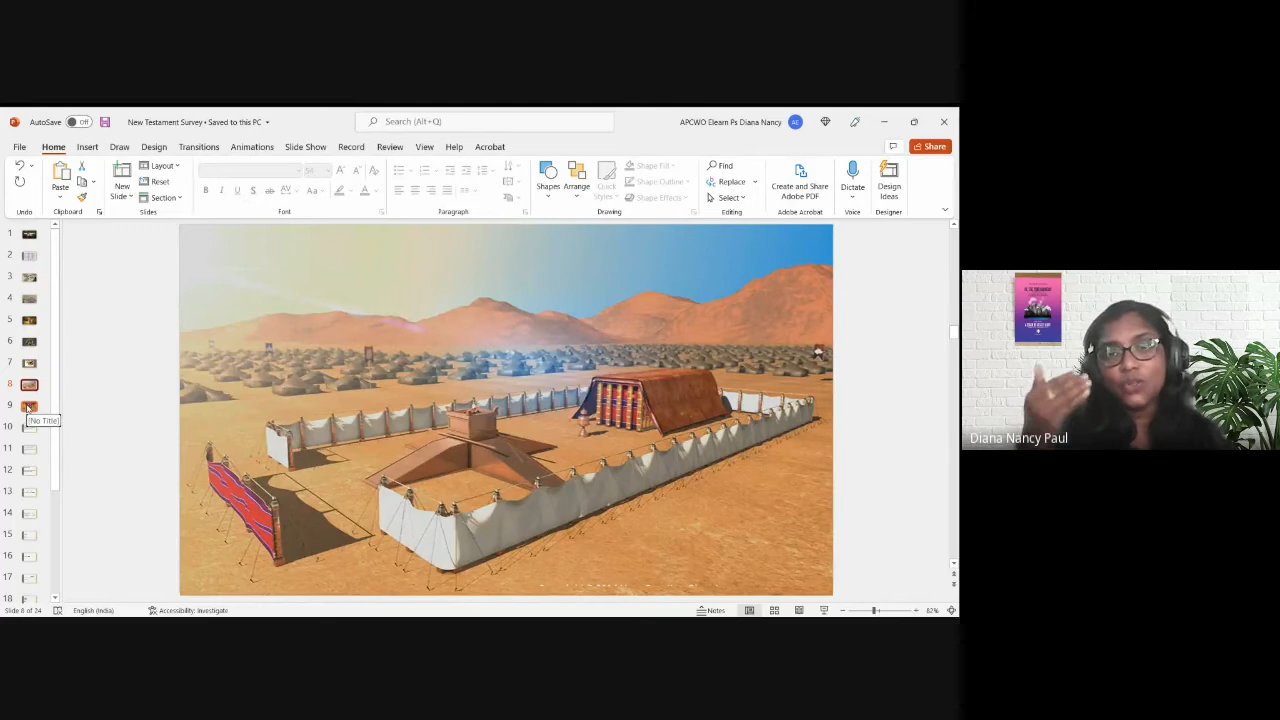 AutoSave Off New Testament Survey • Saved to this PC Search (Alt+Q) APCWO Elearn Ps Diana Nancy AE
File Home Insert Draw Design Transitions Animations Slide Show Record Review View Help Acrobat Share
Paste
New
Slide
Layout
Reset
Section
54
B I U S ab AV Aa A
Shapes Arrange Quick
Styles
Shape Fill
Shape Outline
Shape Effects
Find
Replace
Select
Create and Share
Adobe PDF
Dictate
Design
Ideas
Undo Clipboard Slides Font Paragraph Drawing Editing Adobe Acrobat Voice Designer
1
2
3
4
5
6
7
8
9
[No Title]
10
11
12
13
14
15
16
17
18
Diana Nancy Paul
Slide 8 of 24 English (India) Accessibility: Investigate Notes 82%